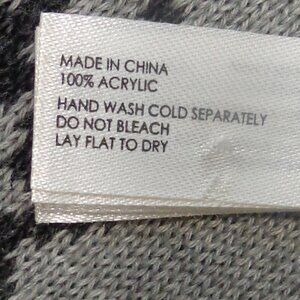 MADE IN CHINA
100% ACRYLIC
HAND WASH COLD SEPARATELY
DO NOT BLEACH
LAY FLAT TO DRY